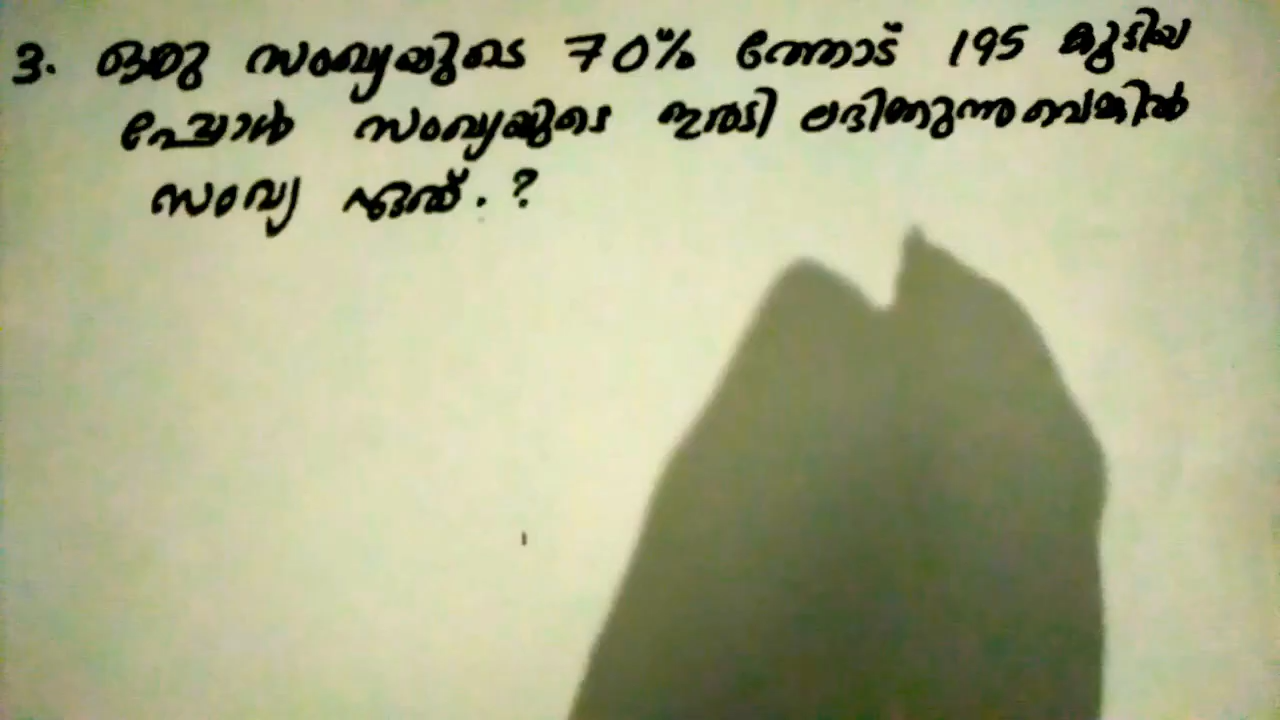 3. ഒരു സംഖ്യയുടെ 70% ത്തോട് 195 കൂടിയ
പ്പോൾ സംഖ്യയുടെ ഇരട്ടി ലഭിക്കുന്നുവെങ്കിൽ
സംഖ്യ ഏത്. ?